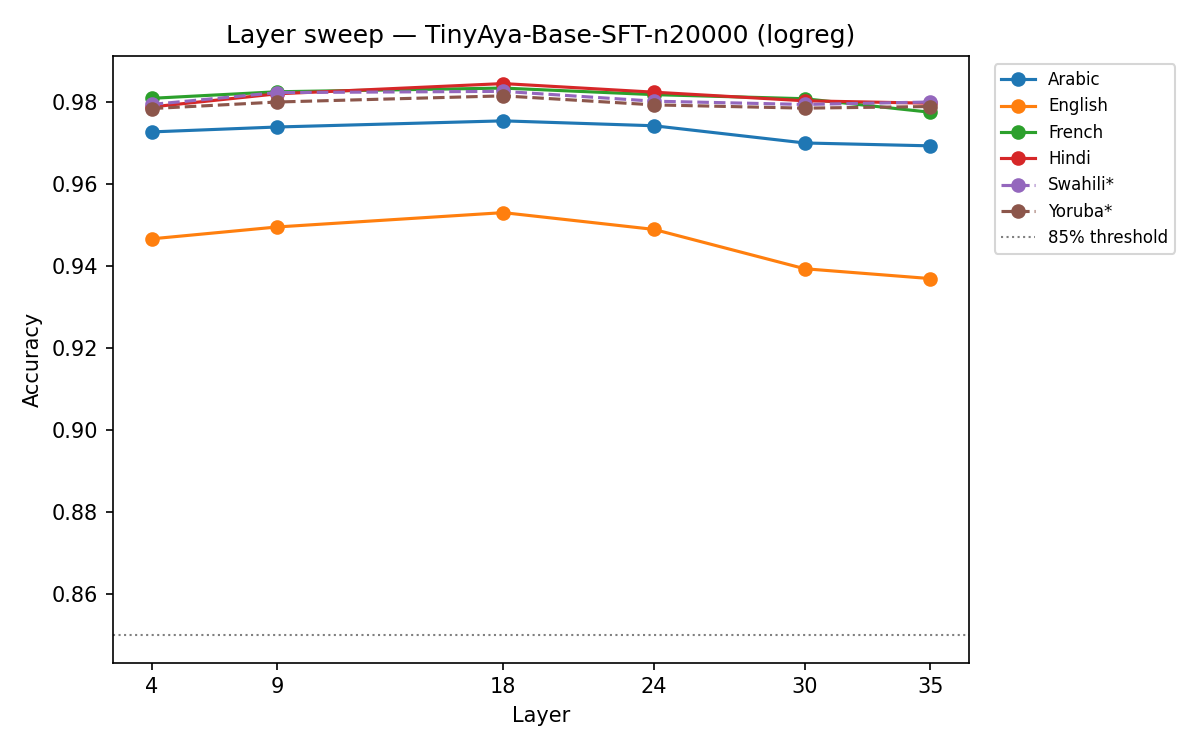 Layer sweep — TinyAya-Base-SFT-n20000 (logreg)
Accuracy
0.98
0.96
0.94
0.92
0.90
0.88
0.86
4 9 18 24 30 35
Layer
Arabic
English
French
Hindi
Swahili*
Yoruba*
85% threshold